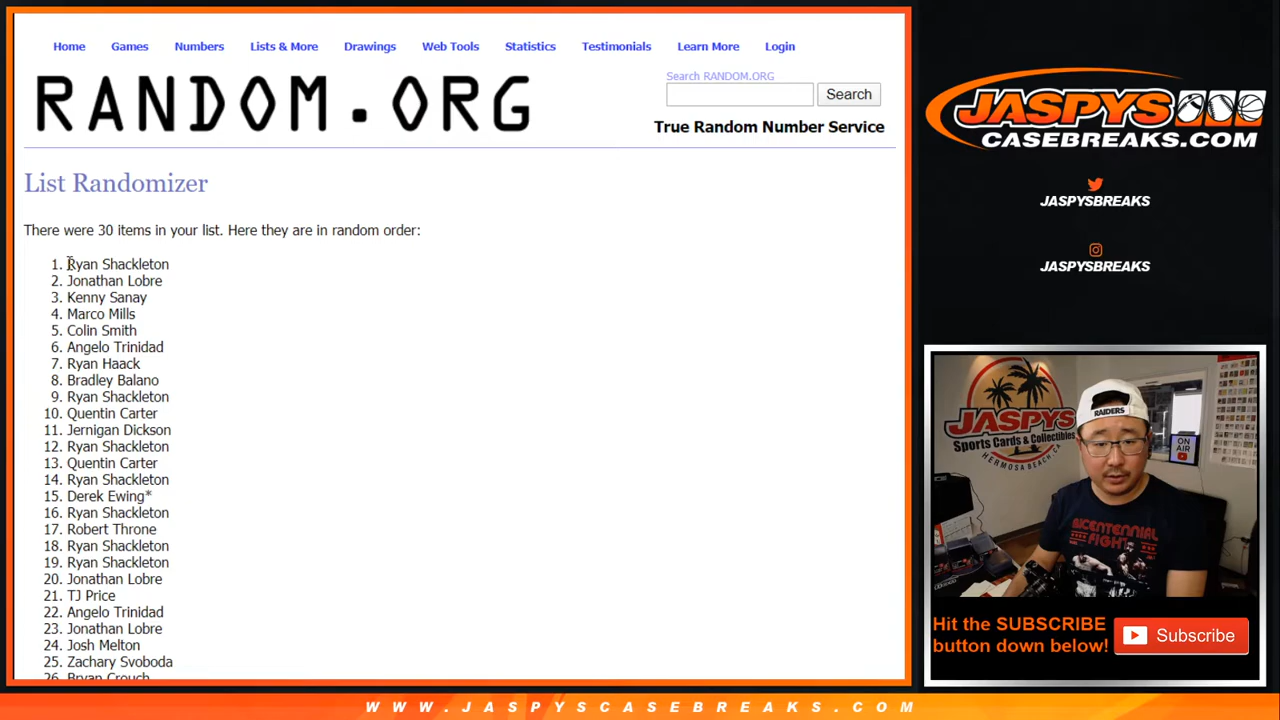 Home Games Numbers Lists & More Drawings Web Tools Statistics Testimonials Learn More Login
RANDOM.ORG
Search RANDOM.ORG
Search
True Random Number Service
List Randomizer
There were 30 items in your list. Here they are in random order:
1. Ryan Shackleton
2. Jonathan Lobre
3. Kenny Sanay
4. Marco Mills
5. Colin Smith
6. Angelo Trinidad
7. Ryan Haack
8. Bradley Balano
9. Ryan Shackleton
10. Quentin Carter
11. Jernigan Dickson
12. Ryan Shackleton
13. Quentin Carter
14. Ryan Shackleton
15. Derek Ewing*
16. Ryan Shackleton
17. Robert Throne
18. Ryan Shackleton
19. Ryan Shackleton
20. Jonathan Lobre
21. TJ Price
22. Angelo Trinidad
23. Jonathan Lobre
24. Josh Melton
25. Zachary Svoboda
26. Bryan Crouch
JASPYS
CASEBREAKS.COM
JASPYSBREAKS
JASPYSBREAKS
JASPYS
Sports Cards & Collectibles
HERMOSA BEACH, CA
RAIDERS
ON AIR
BICENTENNIAL
FIGHT
Hit the SUBSCRIBE
button down below!
Subscribe
WWW.JASPYSCASEBREAKS.COM